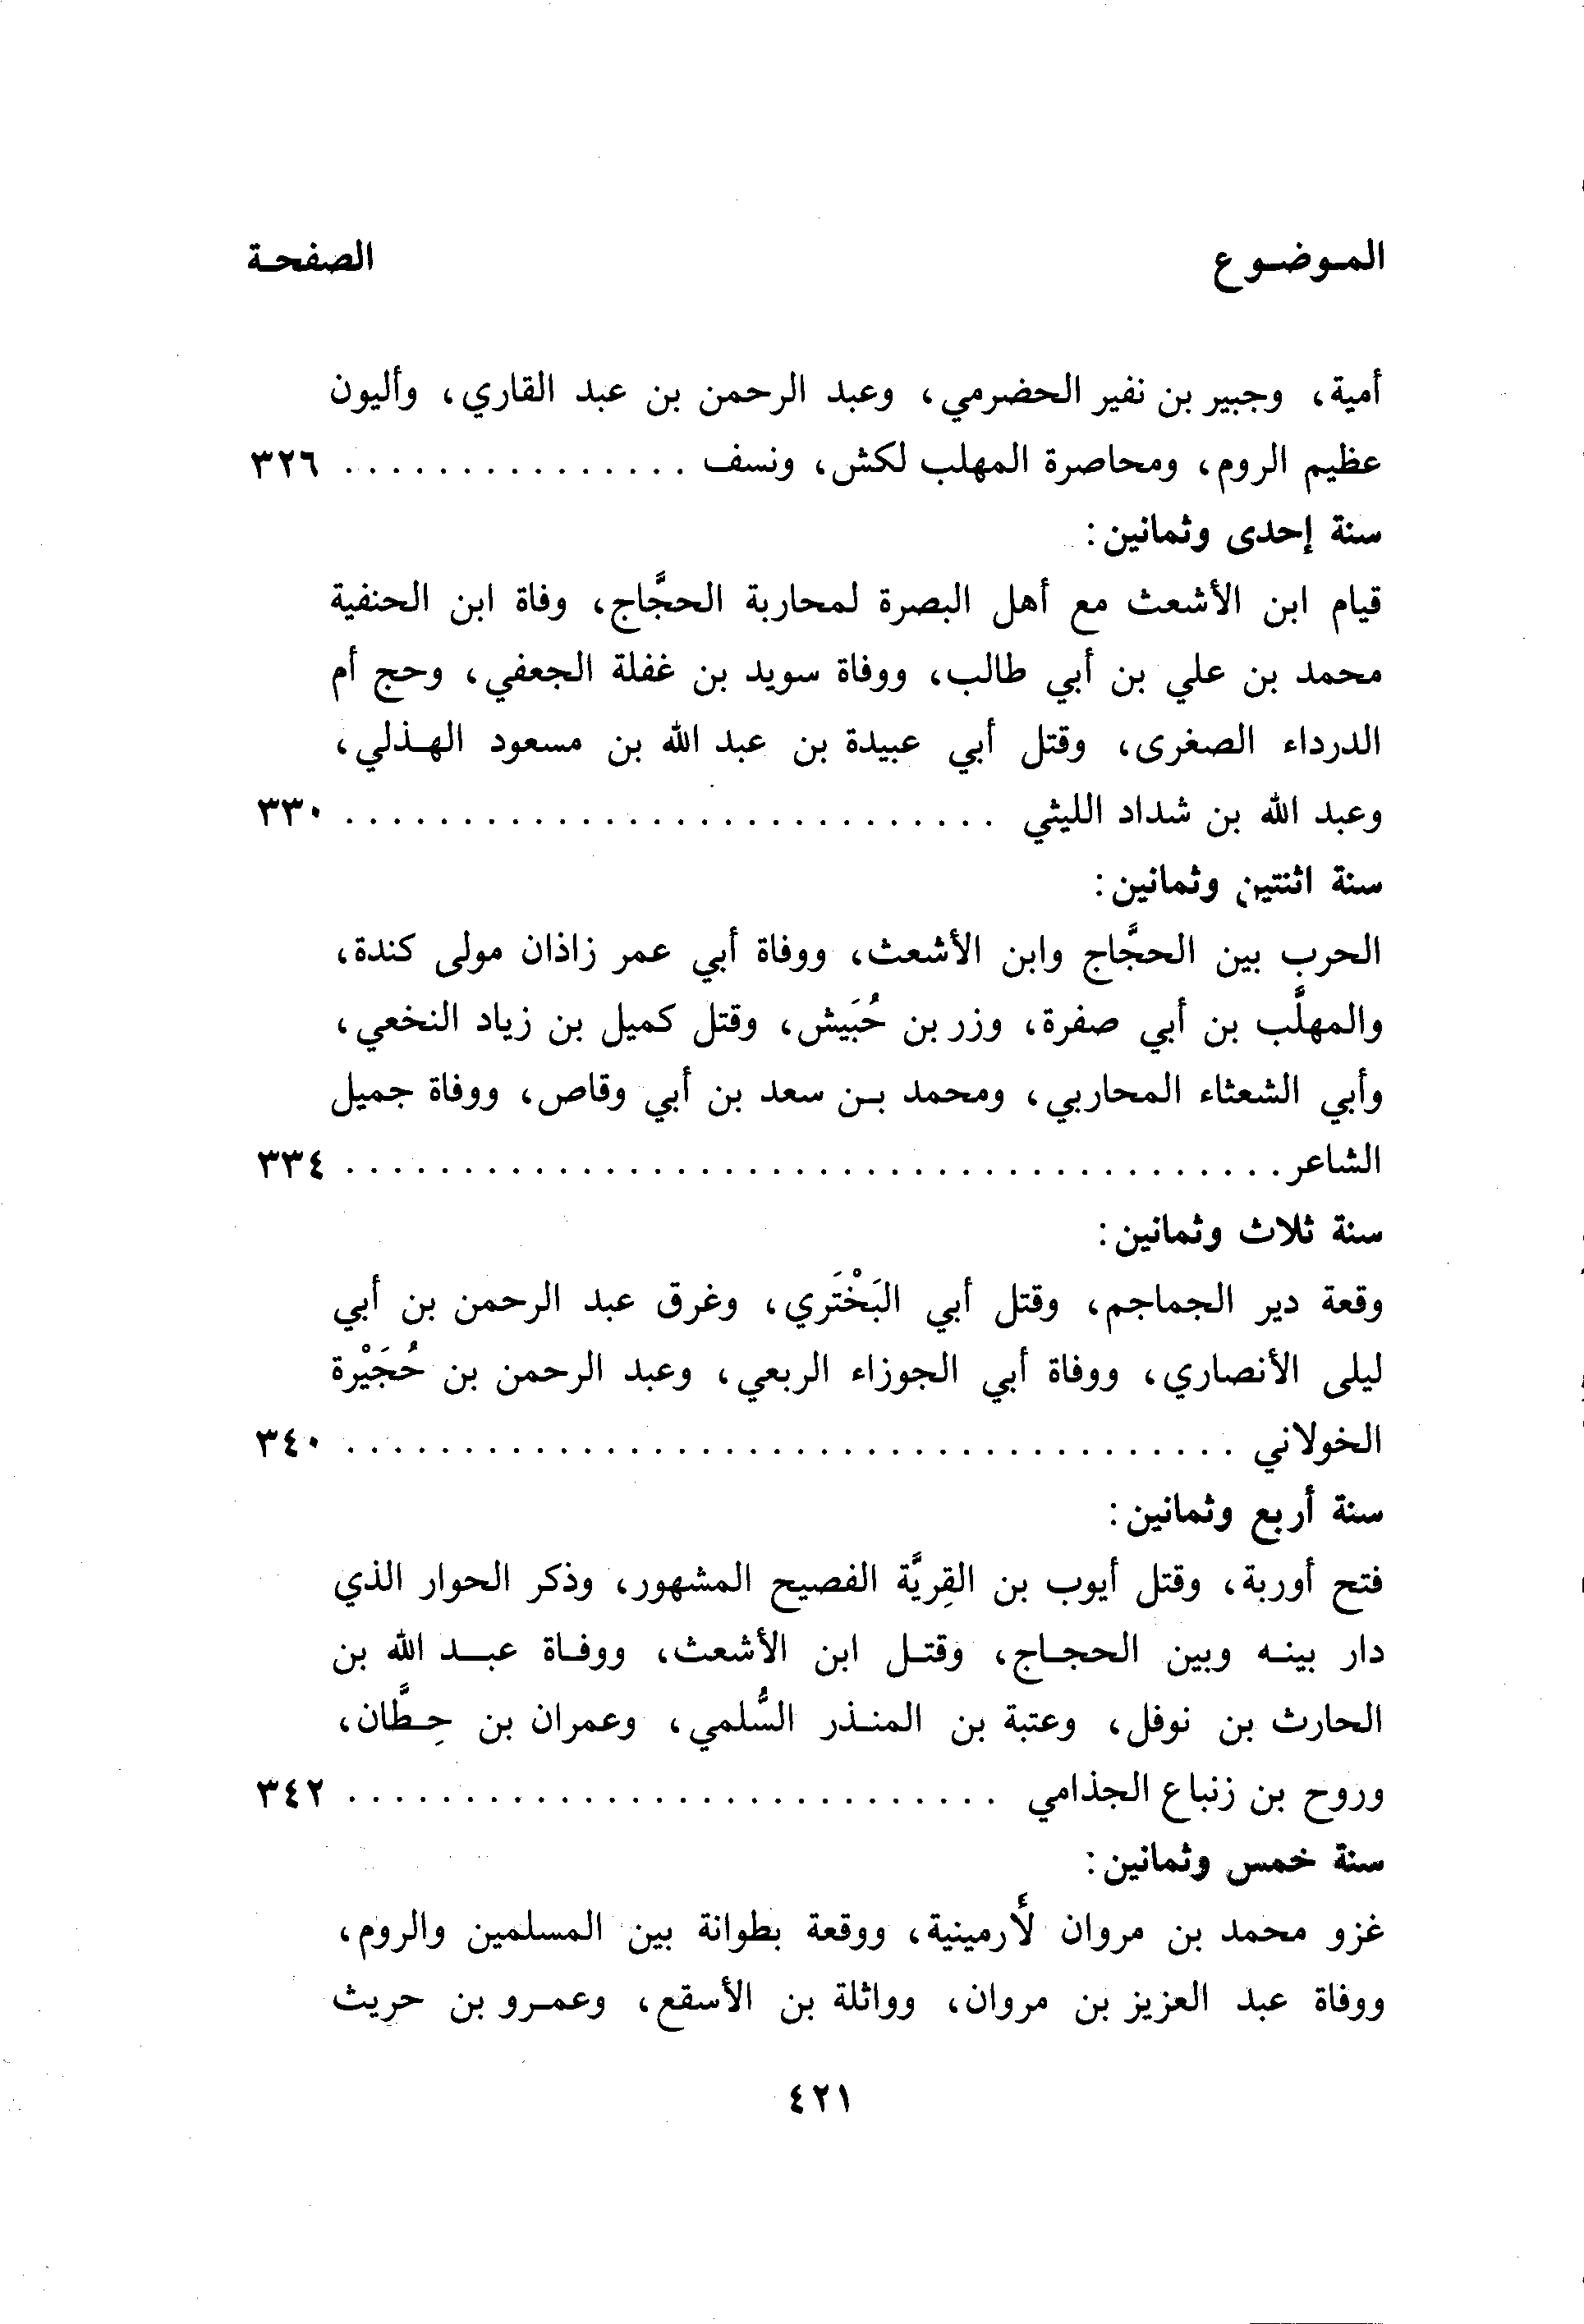 الموضوع الصفحة
أمية، وجبير بن نفير الحضرمي، وعبد الرحمن بن عبد القاري، وأليون
عظيم الروم، ومحاصرة المهلب لكش، ونسف . . . . . . . . . . . . . . . ٣٢٦
سنة إحدى وثمانين:
قيام ابن الأشعث مع أهل البصرة لمحاربة الحجَّاج، وفاة ابن الحنفية
محمد بن علي بن أبي طالب، ووفاة سويد بن غفلة الجعفي، وحج أم
الدرداء الصغرى، وقتل أبي عبيدة بن عبد الله بن مسعود الهذلي،
وعبد الله بن شداد الليثي . . . . . . . . . . . . . . . . . . . . . . . . . . . . ٣٣٠
سنة اثنتين وثمانين:
الحرب بين الحجَّاج وابن الأشعث، ووفاة أبي عمر زاذان مولى كندة،
والمهلَّب بن أبي صفرة، وزر بن حُبَيش، وقتل كميل بن زياد النخعي،
وأبي الشعثاء المحاربي، ومحمد بن سعد بن أبي وقاص، ووفاة جميل
الشاعر . . . . . . . . . . . . . . . . . . . . . . . . . . . . . . . . . . . . . . . . ٣٣٤
سنة ثلاث وثمانين:
وقعة دير الجماجم، وقتل أبي البَخْتَري، وغرق عبد الرحمن بن أبي
ليلى الأنصاري، ووفاة أبي الجوزاء الربعي، وعبد الرحمن بن حُجَيْرة
الخولاني . . . . . . . . . . . . . . . . . . . . . . . . . . . . . . . . . . . . . . ٣٤٠
سنة أربع وثمانين:
فتح أوربة، وقتل أيوب بن القِريَّة الفصيح المشهور، وذكر الحوار الذي
دار بينه وبين الحجاج، وقتل ابن الأشعث، ووفاة عبد الله بن
الحارث بن نوفل، وعتبة بن المنذر السُّلمي، وعمران بن حِطَّان،
وروح بن زنباع الجذامي . . . . . . . . . . . . . . . . . . . . . . . . . . . . ٣٤٢
سنة خمس وثمانين:
غزو محمد بن مروان لأرمينية، ووقعة بطوانة بين المسلمين والروم،
ووفاة عبد العزيز بن مروان، وواثلة بن الأسقع، وعمرو بن حريث
٤٢١